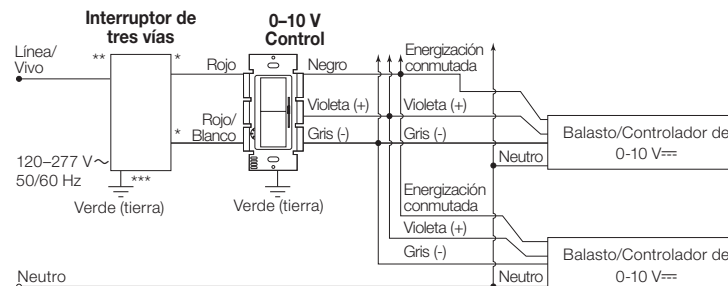 Interruptor de
tres vías
0–10 V
Control
Línea/
Vivo
**
*
Rojo
Negro
Energización
conmutada
Violeta (+)
Violeta (+)
Rojo/
Blanco
*
Gris (-)
Gris (-)
Balasto/Controlador de
0-10 V⎓
120–277 V~
50/60 Hz
***
Neutro
Verde (tierra)
Verde (tierra)
Energización
conmutada
Violeta (+)
Gris (-)
Balasto/Controlador de
0-10 V⎓
Neutro
Neutro